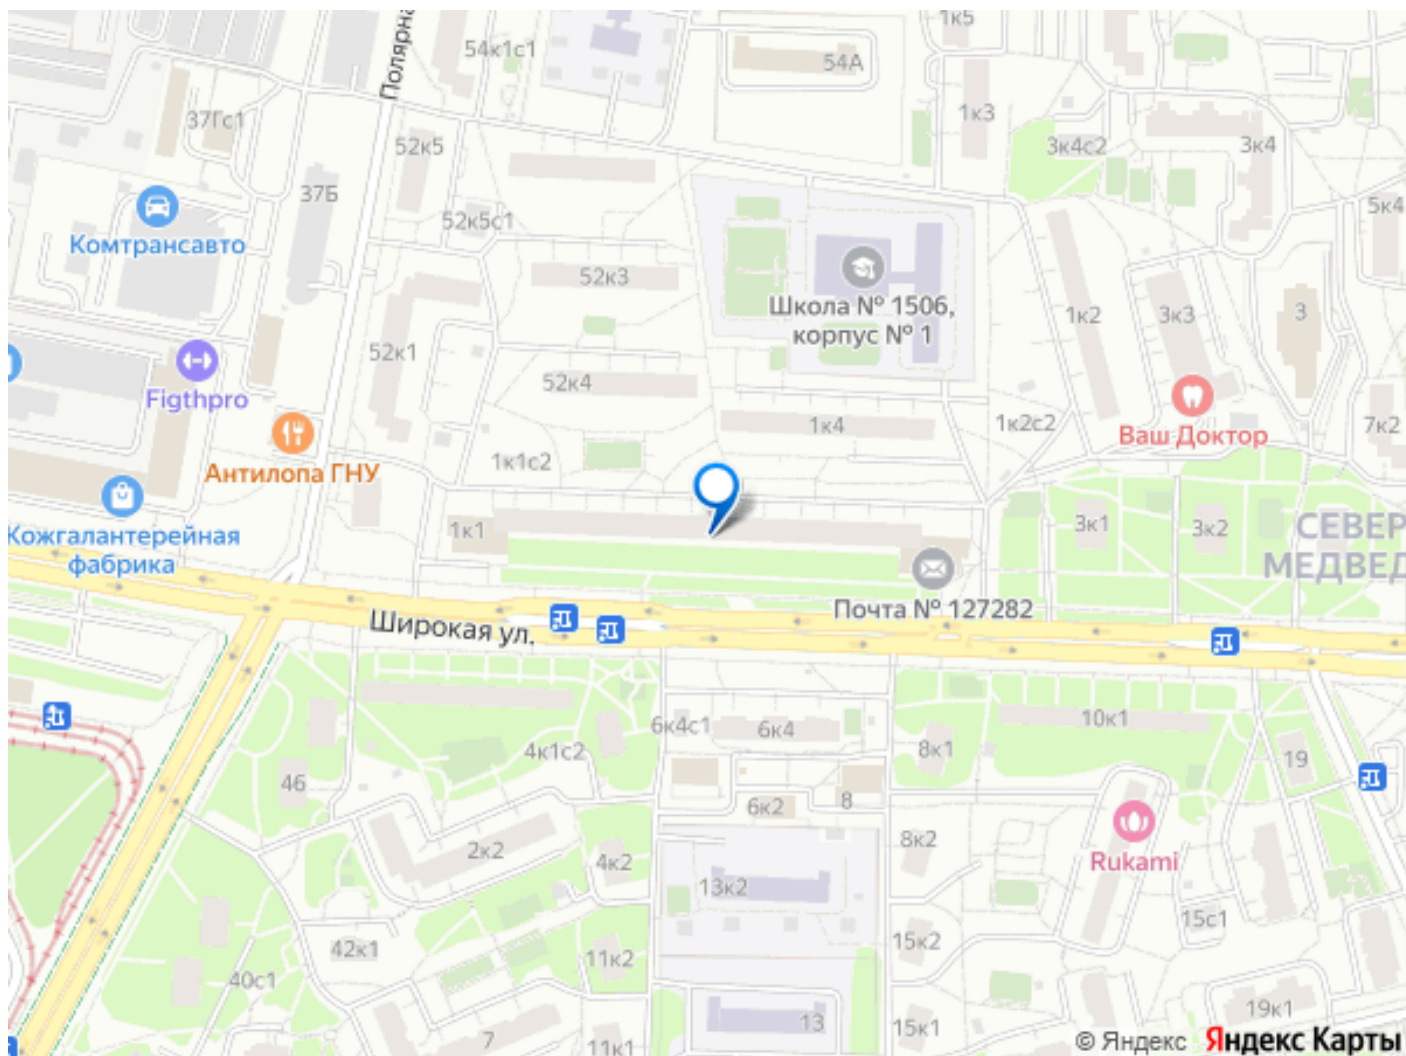 1к5
54к1с1
54А
Полярна
37Гс1
1к3
52к5
3к4с2
3к4
37Б
5к4
52к5с1
Комтрансавто
52к3
Школа № 1506,
корпус № 1
1к2
3к3
3
52к1
52к4
Figthpro
1к4
1к2с2
7к2
Ваш Доктор
Антилопа ГНУ
1к1с2
1к1
3к1
3к2
СЕВЕР
МЕДВЕД
Кожгалантерейная
фабрика
Почта № 127282
Широкая ул.
6к4с1
6к4
10к1
4к1с2
8к1
19
46
6к2
8
2к2
4к2
8к2
Rukami
13к2
15с1
42к1
15к2
11к2
40с1
19к1
13
15к1
7
11к1
© Яндекс Яндекс Карты